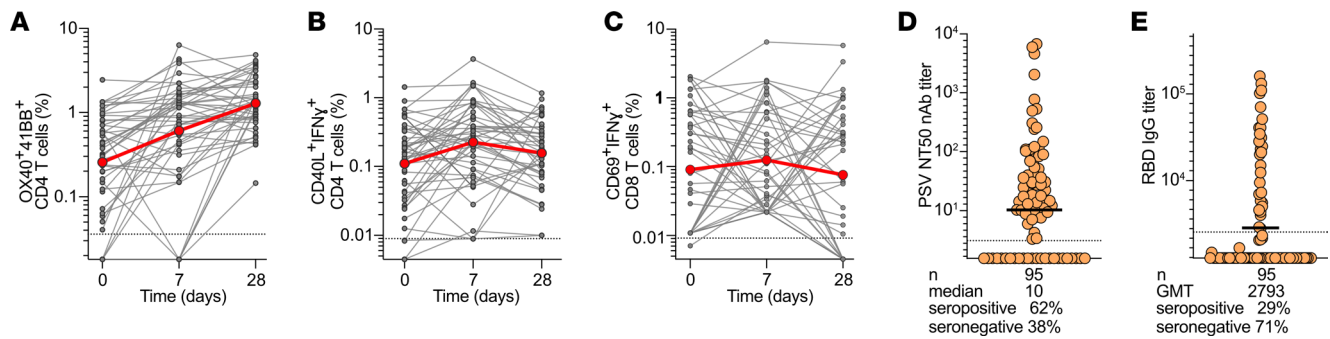 A
B
C
D
E
OX40⁺41BB⁺
CD4 T cells (%)
10
1
0.1
0
7
28
Time (days)
CD40L⁺IFNγ⁺
CD4 T cells (%)
10
1
0.1
0.01
0
7
28
Time (days)
CD69⁺IFNγ⁺
CD8 T cells (%)
10
1
0.1
0.01
0
7
28
Time (days)
PSV NT50 nAb titer
10⁴
10³
10²
10¹
n 95
median 10
seropositive 62%
seronegative 38%
RBD IgG titer
10⁵
10⁴
n 95
GMT 2793
seropositive 29%
seronegative 71%